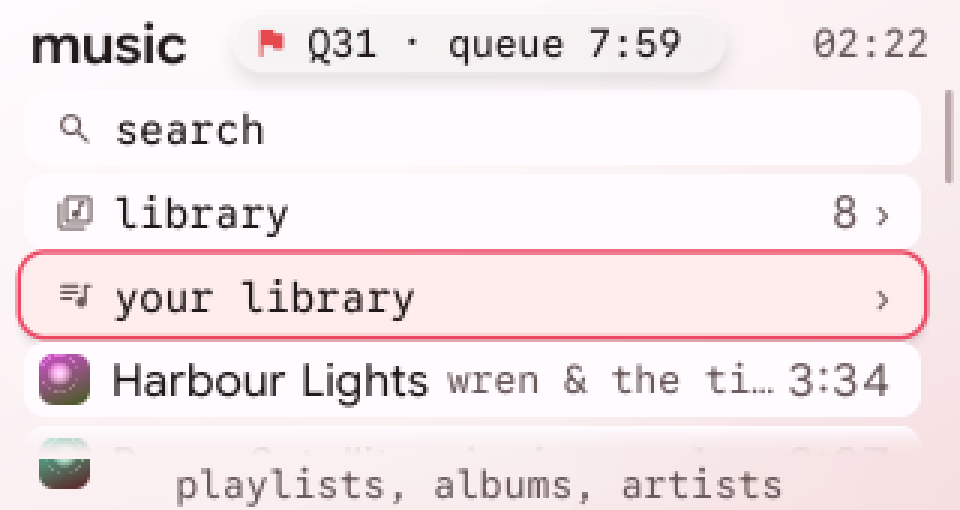 music
Q31 · queue 7:59
02:22
search
library 8 ›
your library ›
Harbour Lights wren & the ti… 3:34
playlists, albums, artists